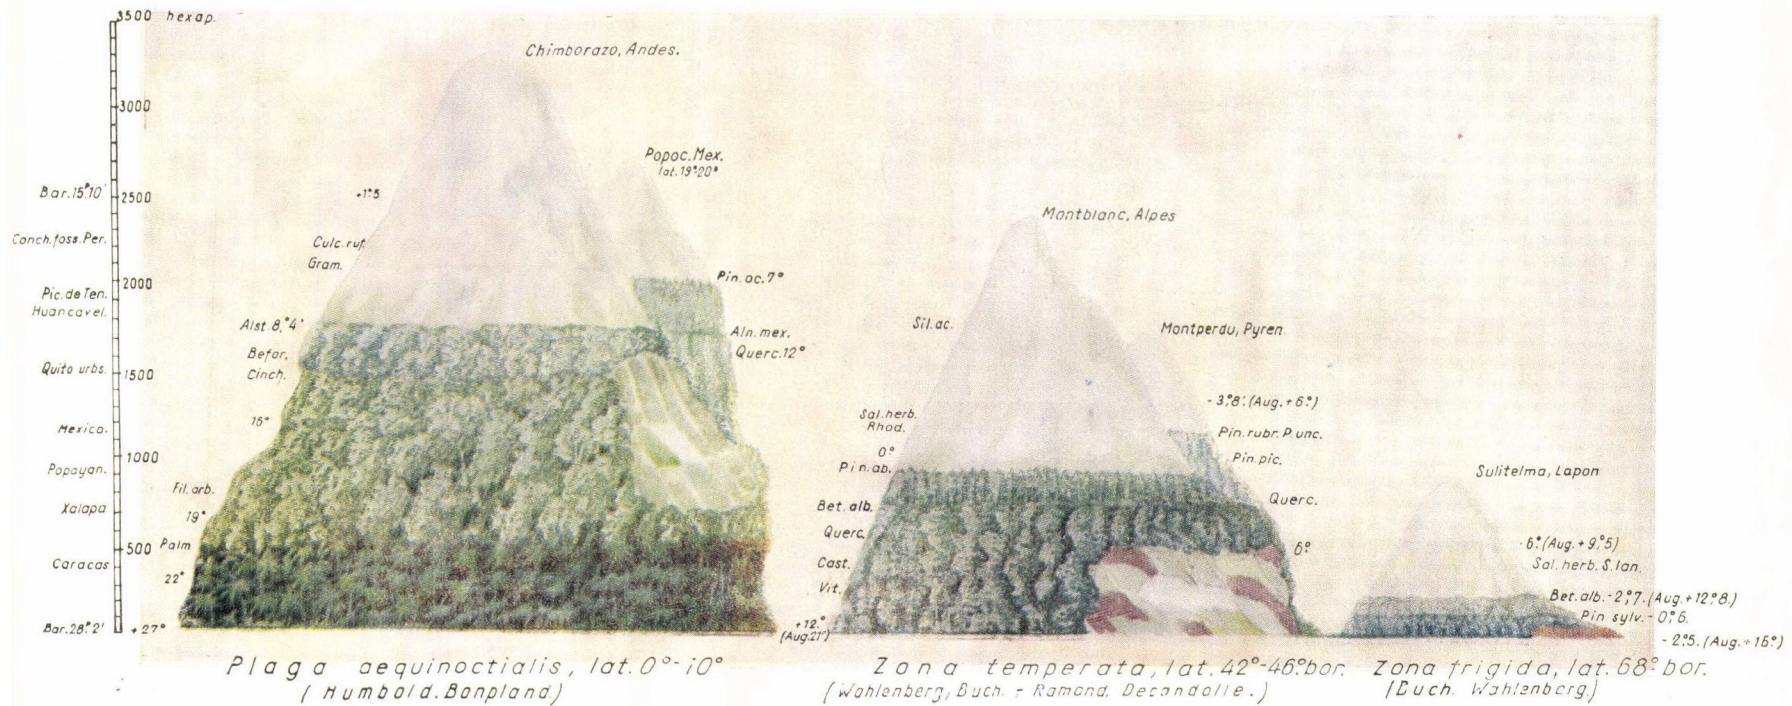 3500 hexap.
3000
Bar. 15° 10'
2500
Conch. foss. Per.
Pic. de Ten.
2000
Huancavel.
Quito urbs.
1500
Mexico.
1000
Popayan.
Xalapa
500
Caracas
Bar. 28° 2'
Chimborazo, Andes.
Popoc. Mex.
lat. 19° 20°
+1°5
Culc. ruf.
Gram.
Pin. oc. 7°
Alst. 8,°4'
Aln. mex.
Befar.
Querc. 12°
Cinch.
16°
Fil. arb.
19°
Palm
22°
+27°
Plaga aequinoctialis, lat. 0°-10°
(Humbold. Bonpland)
Montblanc, Alpes
Sil. ac.
Montperdu, Pyren.
-3°,8'. (Aug. + 6°)
Sal. herb.
Rhod.
Pin. rubr. P. unc.
0°
Pin. pic.
Pin. ab.
Querc.
Bet. alb.
Querc.
6°
Cast.
Vit.
+12.°
(Aug. 21°)
Zona temperata, lat. 42°-46° bor.
(Wahlenberg, Buch. - Ramond. Decandolle.)
Sulitelma, Lapon
-6° (Aug. + 9,°5)
Sal. herb. S. lan.
Bet. alb. -2°,7. (Aug. + 12° 8.)
Pin. sylv. - 0°,6.
-2°,5. (Aug. + 16°)
Zona frigida, lat. 68° bor.
(Buch. Wahlenberg.)